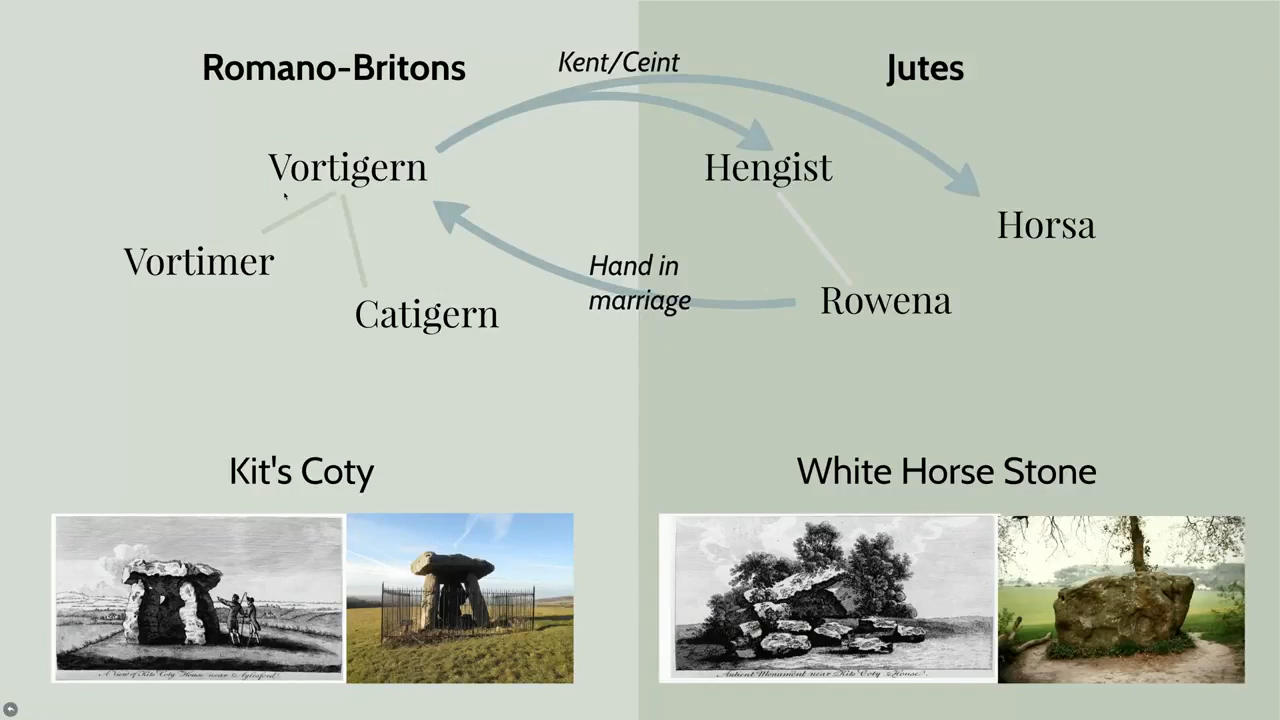 Romano-Britons
Kent/Ceint
Jutes
Vortigern
Hengist
Horsa
Vortimer
Catigern
Hand in
marriage
Rowena
Kit's Coty
White Horse Stone
A View of Kits Coty House near Aylesford.
Antient Monument near Kits Coty House.